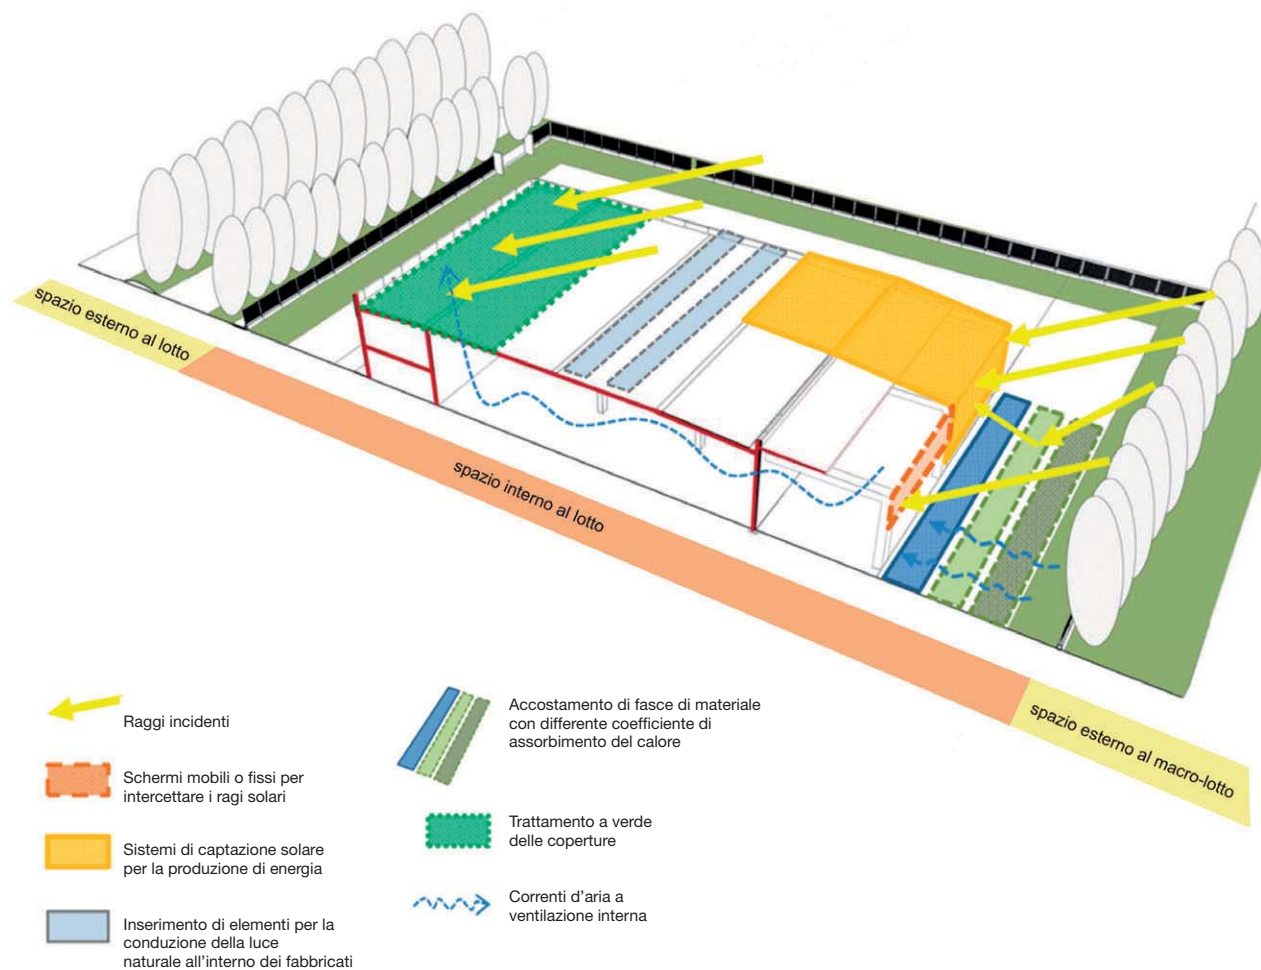 spazio esterno al lotto
spazio interno al lotto
spazio esterno al macro-lotto
Raggi incidenti
Schermi mobili o fissi per
intercettare i ragi solari
Sistemi di captazione solare
per la produzione di energia
Inserimento di elementi per la
conduzione della luce
naturale all'interno dei fabbricati
Accostamento di fasce di materiale
con differente coefficiente di
assorbimento del calore
Trattamento a verde
delle coperture
Correnti d'aria a
ventilazione interna